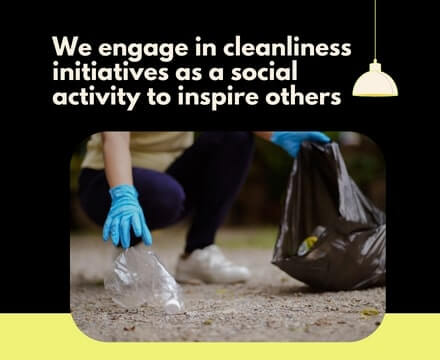 We engage in cleanliness
initiatives as a social
activity to inspire others